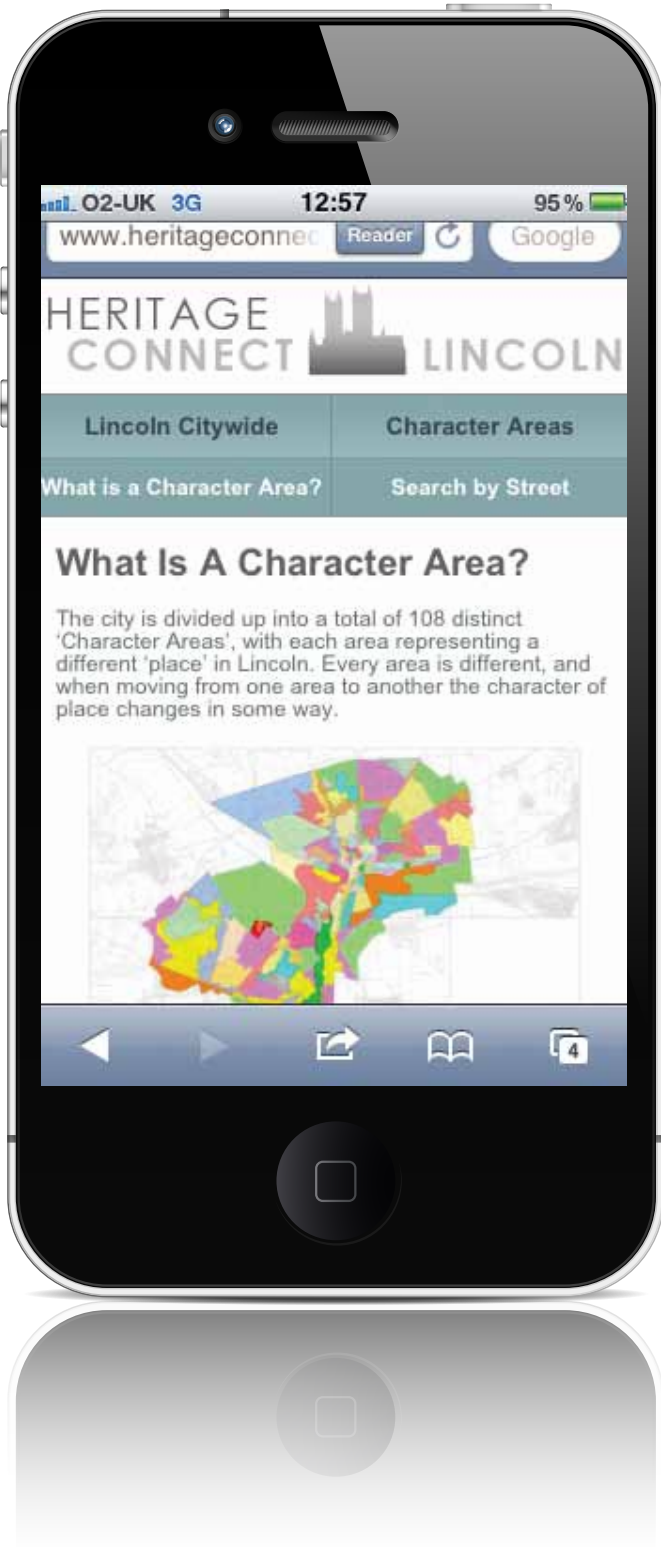 O2-UK 3G 12:57 95%
www.heritageconnec Reader Google
HERITAGE
CONNECT LINCOLN
Lincoln Citywide Character Areas
What is a Character Area? Search by Street
What Is A Character Area?
The city is divided up into a total of 108 distinct
‘Character Areas’, with each area representing a
different ‘place’ in Lincoln. Every area is different, and
when moving from one area to another the character of
place changes in some way.
4